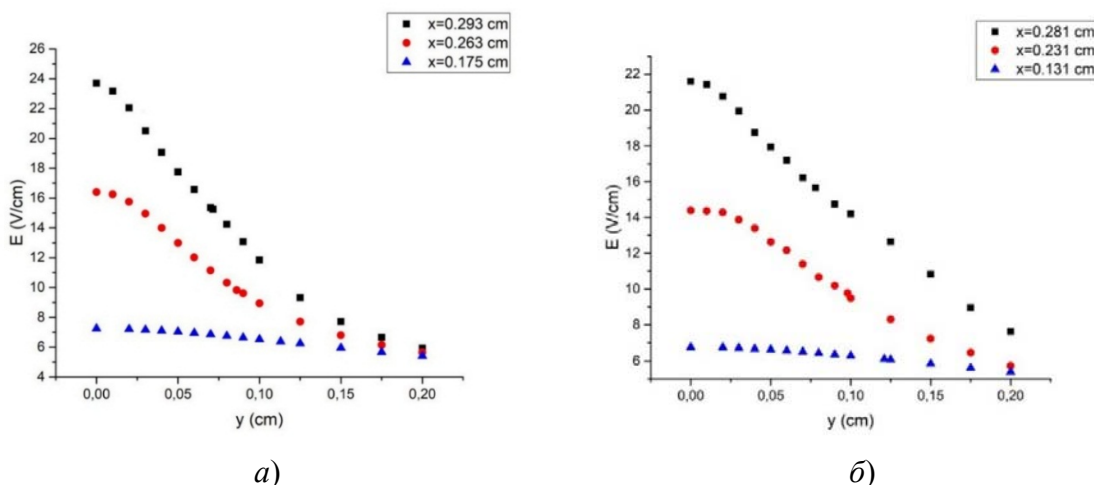 x=0.293 cm
x=0.263 cm
x=0.175 cm
26
24
22
20
18
16
14
12
10
8
6
4
E (V/cm)
0,00 0,05 0,10 0,15 0,20
y (cm)
а)
x=0.281 cm
x=0.231 cm
x=0.131 cm
22
20
18
16
14
12
10
8
6
E (V/cm)
0,00 0,05 0,10 0,15 0,20
y (cm)
б)